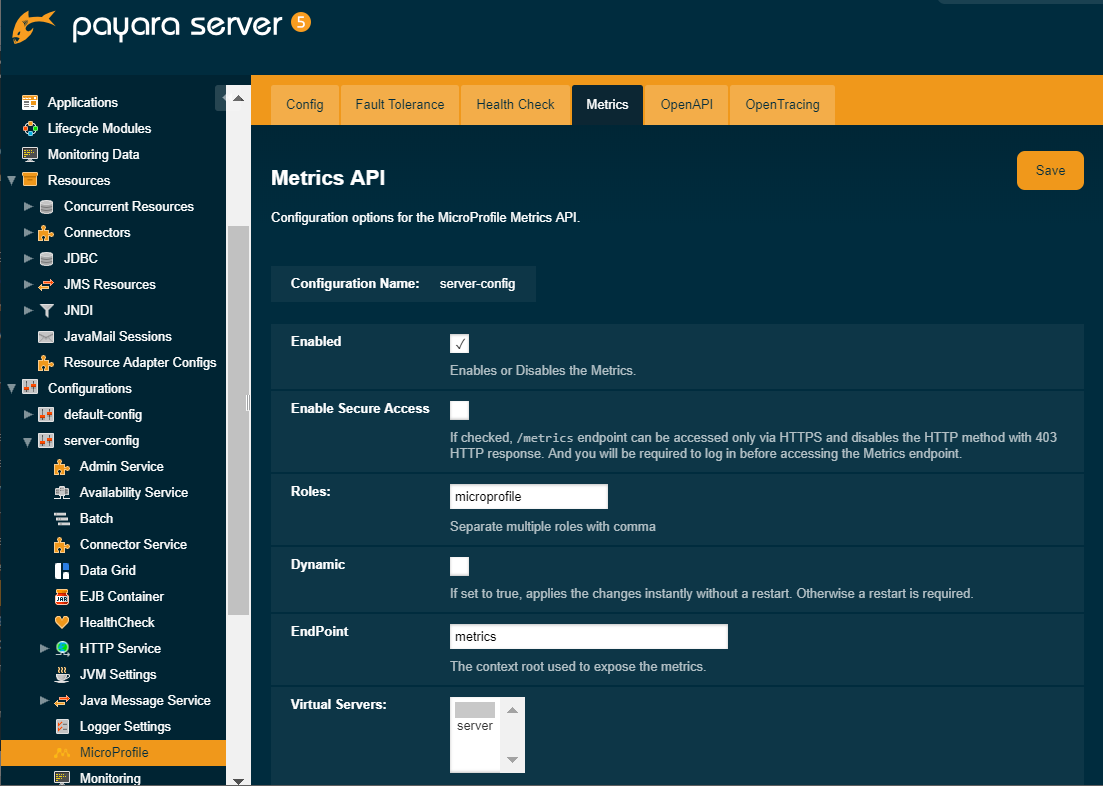 payara server 5
Applications
Lifecycle Modules
Monitoring Data
Resources
Concurrent Resources
Connectors
JDBC
JMS Resources
JNDI
JavaMail Sessions
Resource Adapter Configs
Configurations
default-config
server-config
Admin Service
Availability Service
Batch
Connector Service
Data Grid
EJB Container
HealthCheck
HTTP Service
JVM Settings
Java Message Service
Logger Settings
MicroProfile
Monitoring
Config
Fault Tolerance
Health Check
Metrics
OpenAPI
OpenTracing
Metrics API
Save
Configuration options for the MicroProfile Metrics API.
Configuration Name: server-config
Enabled
Enables or Disables the Metrics.
Enable Secure Access
If checked, /metrics endpoint can be accessed only via HTTPS and disables the HTTP method with 403
HTTP response. And you will be required to log in before accessing the Metrics endpoint.
Roles: microprofile
Separate multiple roles with comma
Dynamic
If set to true, applies the changes instantly without a restart. Otherwise a restart is required.
EndPoint metrics
The context root used to expose the metrics.
Virtual Servers:
server